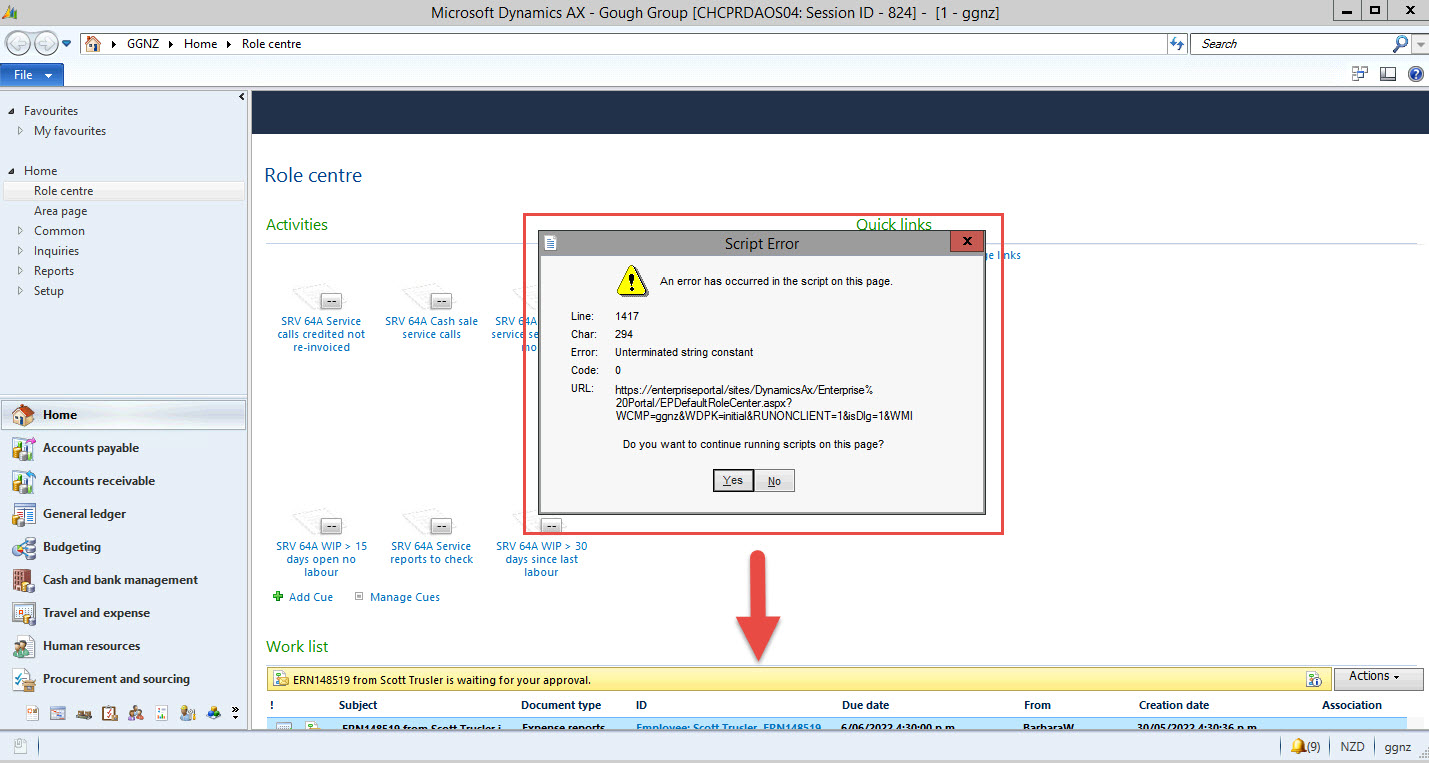 Microsoft Dynamics AX - Gough Group [CHCPRDAOS04: Session ID - 824] - [1 - ggnz]
GGNZ Home Role centre
Search
File
Favourites
My favourites
Home
Role centre
Area page
Common
Inquiries
Reports
Setup
Home
Accounts payable
Accounts receivable
General ledger
Budgeting
Cash and bank management
Travel and expense
Human resources
Procurement and sourcing
Role centre
Activities
Quick links
ge links
--
SRV 64A Service
calls credited not
re-invoiced
--
SRV 64A Cash sale
service calls
SRV 64A
service se
mo
Script Error
An error has occurred in the script on this page.
Line: 1417
Char: 294
Error: Unterminated string constant
Code: 0
URL: https://enterpriseportal/sites/DynamicsAx/Enterprise%
20Portal/EPDefaultRoleCenter.aspx?
WCMP=ggnz&WDPK=initial&RUNONCLIENT=1&isDlg=1&WMI
Do you want to continue running scripts on this page?
Yes No
--
SRV 64A WIP > 15
days open no
labour
--
SRV 64A Service
reports to check
--
SRV 64A WIP > 30
days since last
labour
Add Cue Manage Cues
Work list
ERN148519 from Scott Trusler is waiting for your approval.
Actions
! Subject Document type ID Due date From Creation date Association
ERN148519 from Scott Trusler i Expense reports Employee: Scott Trusler, ERN148519 6/06/2022 4:30:00 p.m. BarbaraW 30/05/2022 4:30:36 p.m.
(9) NZD ggnz